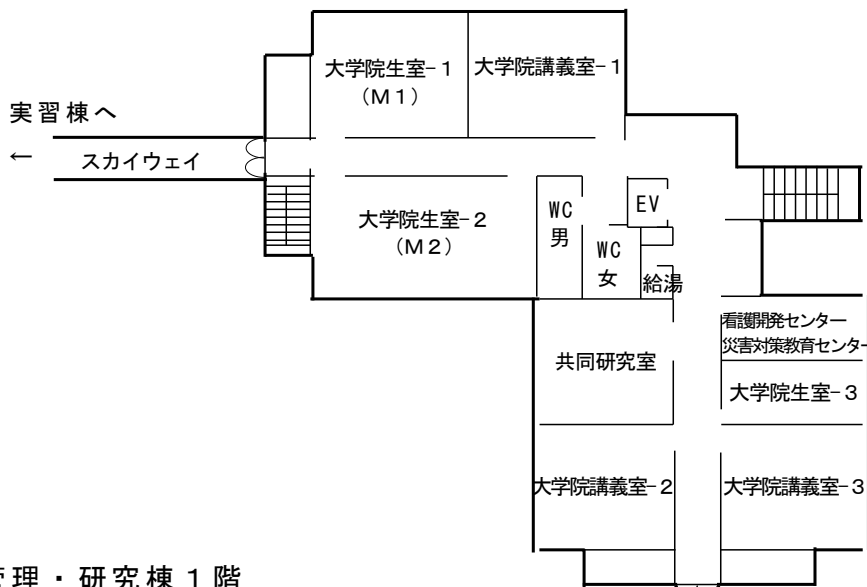 大学院生室-1
(M1)
大学院講義室-1
実習棟へ
←
スカイウェイ
大学院生室-2
(M2)
WC
男
EV
WC
女
給湯
看護開発センター
災害対策教育センター
共同研究室
大学院生室-3
大学院講義室-2
大学院講義室-3
管理・研究棟1階